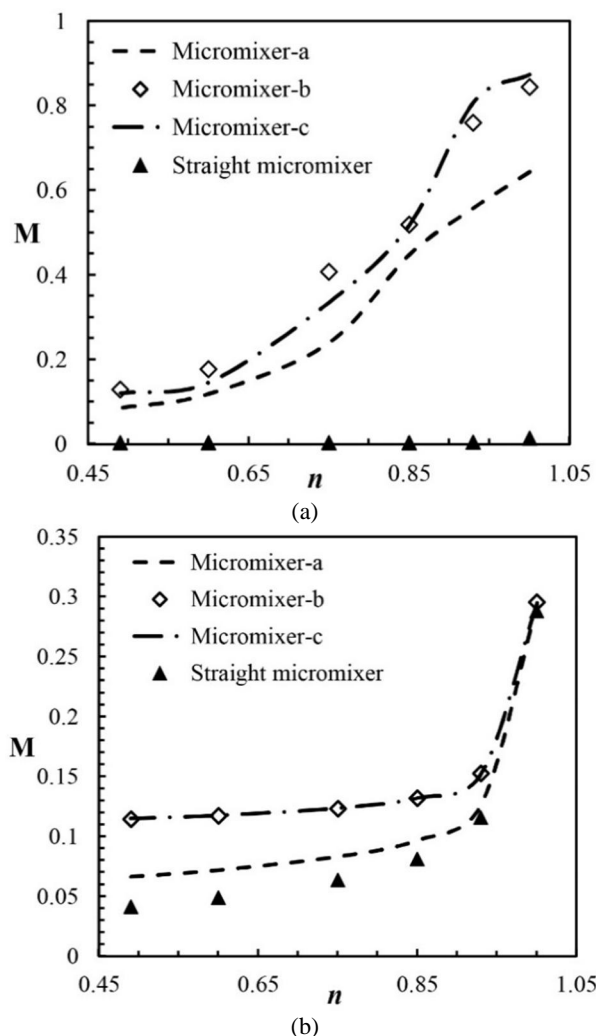 1
Micromixer-a
Micromixer-b
0.8
Micromixer-c
Straight micromixer
0.6
M
0.4
0.2
0
0.45 0.65 0.85 1.05
n
(a)
0.35
Micromixer-a
0.3
Micromixer-b
Micromixer-c
0.25
Straight micromixer
0.2
M
0.15
0.1
0.05
0
0.45 0.65 0.85 1.05
n
(b)